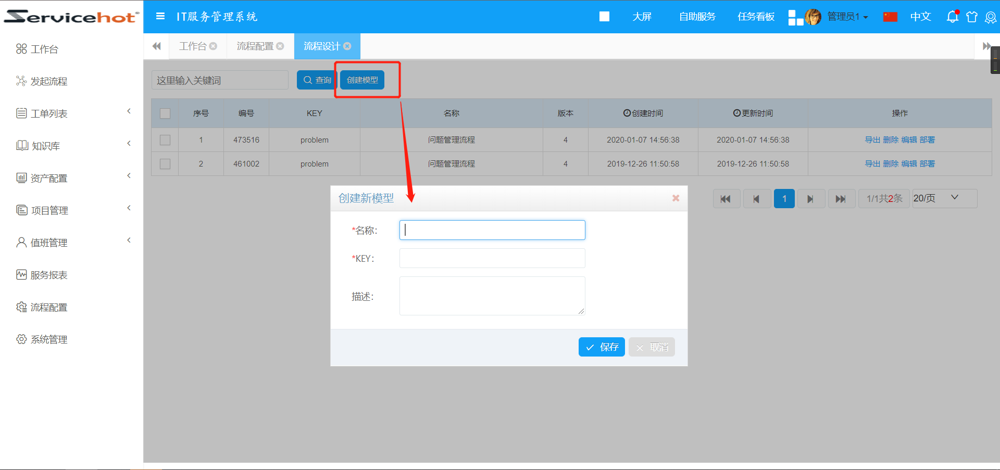 Servicehot
IT服务管理系统
大屏
自助服务
任务看板
管理员1
中文
工作台
发起流程
工单列表
知识库
资产配置
项目管理
值班管理
服务报表
流程配置
系统管理
工作台
流程配置
流程设计
这里输入关键词
查询
创建模型
序号 编号 KEY 名称 版本 创建时间 更新时间 操作
1 473516 problem 问题管理流程 4 2020-01-07 14:56:38 2020-01-07 14:56:38 导出 删除 编辑 部署
2 461002 problem 问题管理流程 4 2019-12-26 11:50:58 2019-12-26 11:50:58 导出 删除 编辑 部署
1
1/1共2条
20/页
创建新模型
*名称：
*KEY：
描述：
保存
取消